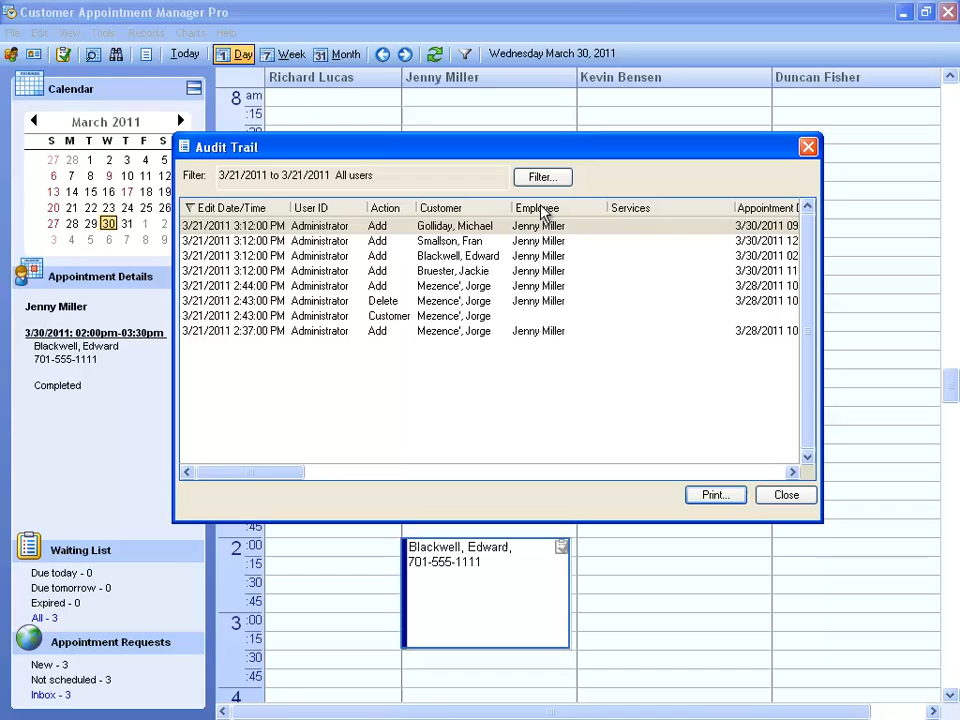 Customer Appointment Manager Pro
File Edit View Tools Reports Charts Help
Today 1 Day 7 Week 31 Month Wednesday March 30, 2011
Calendar
March 2011
S M T W T F S
27 28 1 2 3 4 5
6 7 8 9 10 11 12
13 14 15 16 17 18 19
20 21 22 23 24 25 26
27 28 29 30 31 1 2
3 4 5 6 7 8 9
Appointment Details
Jenny Miller
3/30/2011: 02:00pm-03:30pm
Blackwell, Edward
701-555-1111
Completed
Waiting List
Due today - 0
Due tomorrow - 0
Expired - 0
All - 3
Appointment Requests
New - 3
Not scheduled - 3
Inbox - 3
Richard Lucas Jenny Miller Kevin Bensen Duncan Fisher
8 am
:15
Audit Trail
Filter: 3/21/2011 to 3/21/2011 All users Filter...
Edit Date/Time User ID Action Customer Employee Services Appointment D
3/21/2011 3:12:00 PM Administrator Add Golliday, Michael Jenny Miller 3/30/2011 09
3/21/2011 3:12:00 PM Administrator Add Smallson, Fran Jenny Miller 3/30/2011 12
3/21/2011 3:12:00 PM Administrator Add Blackwell, Edward Jenny Miller 3/30/2011 02
3/21/2011 3:12:00 PM Administrator Add Bruester, Jackie Jenny Miller 3/30/2011 11
3/21/2011 2:44:00 PM Administrator Add Mezence', Jorge Jenny Miller 3/28/2011 10
3/21/2011 2:43:00 PM Administrator Delete Mezence', Jorge Jenny Miller 3/28/2011 10
3/21/2011 2:43:00 PM Administrator Customer Mezence', Jorge
3/21/2011 2:37:00 PM Administrator Add Mezence', Jorge Jenny Miller 3/28/2011 10
Print... Close
:45
2 :00
:15
:30
:45
Blackwell, Edward,
701-555-1111
3 :00
:15
:30
:45
4